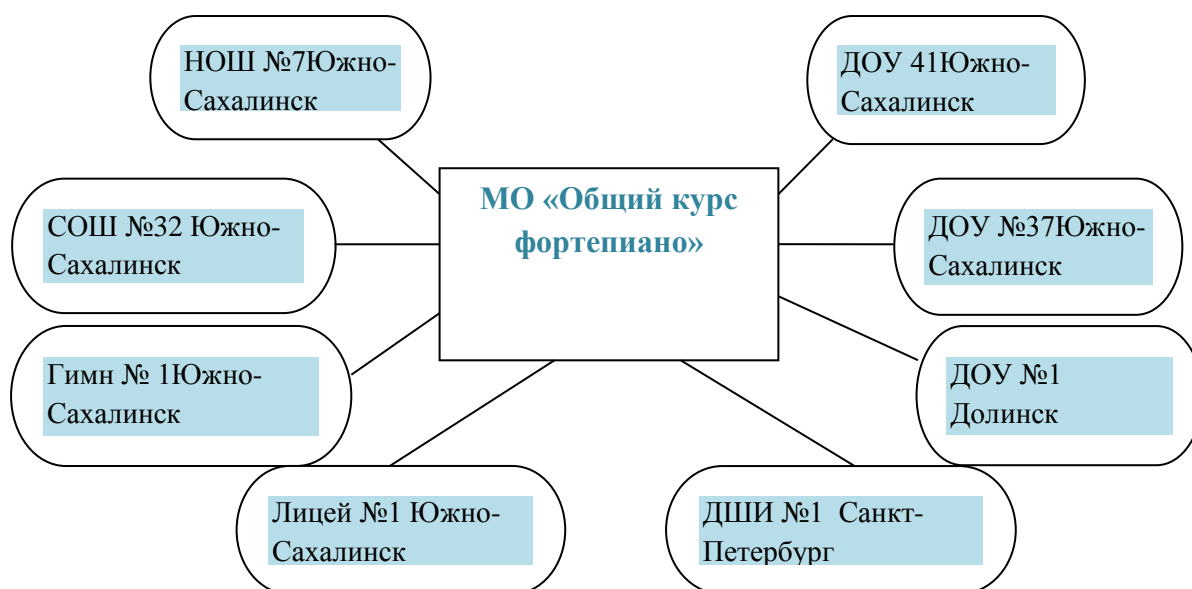 НОШ №7Южно-
Сахалинск
ДОУ 41Южно-
Сахалинск
МО «Общий курс
фортепиано»
СОШ №32 Южно-
Сахалинск
ДОУ №37Южно-
Сахалинск
Гимн № 1Южно-
Сахалинск
ДОУ №1
Долинск
Лицей №1 Южно-
Сахалинск
ДШИ №1  Санкт-
Петербург